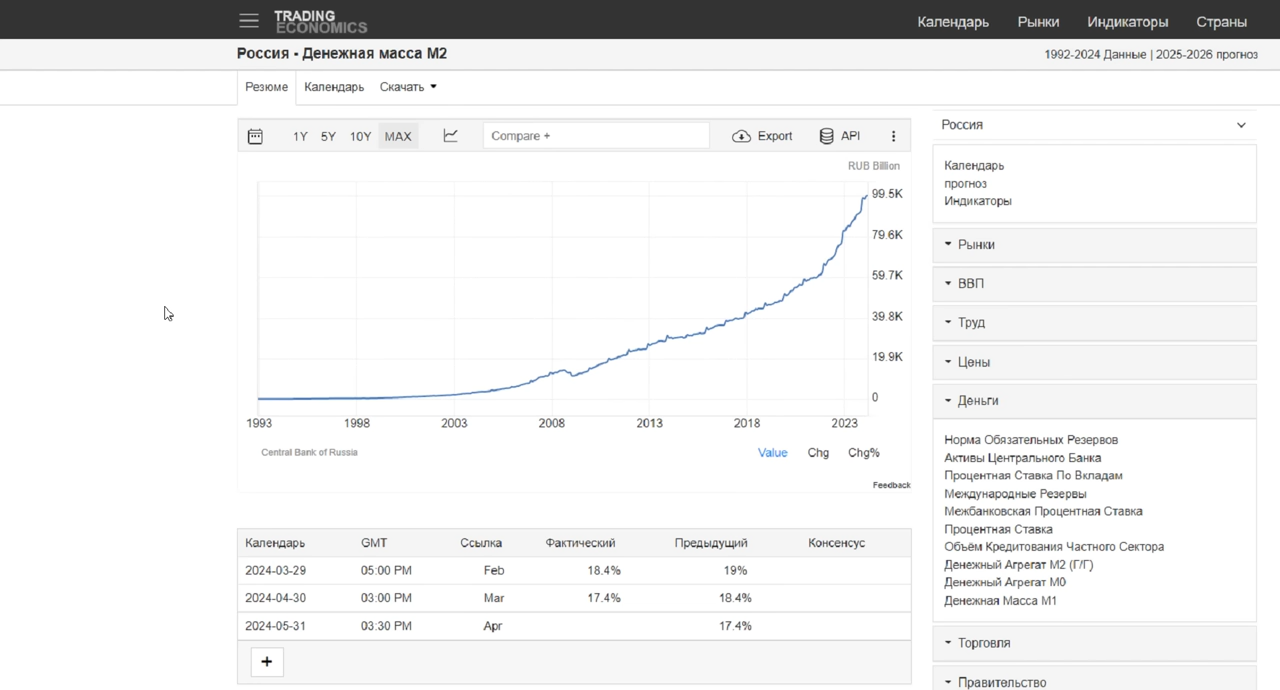 TRADING
ECONOMICS
Календарь Рынки Индикаторы Страны
Россия - Денежная масса М2
1992-2024 Данные | 2025-2026 прогноз
Резюме Календарь Скачать
1Y 5Y 10Y MAX Compare + Export API
RUB Billion
99.5K
79.6K
59.7K
39.8K
19.9K
0
1993 1998 2003 2008 2013 2018 2023
Central Bank of Russia
Value Chg Chg%
Feedback
Календарь GMT Ссылка Фактический Предыдущий Консенсус
2024-03-29 05:00 PM Feb 18.4% 19%
2024-04-30 03:00 PM Mar 17.4% 18.4%
2024-05-31 03:30 PM Apr 17.4%
+
Россия
Календарь
прогноз
Индикаторы
Рынки
ВВП
Труд
Цены
Деньги
Норма Обязательных Резервов
Активы Центрального Банка
Процентная Ставка По Вкладам
Международные Резервы
Межбанковская Процентная Ставка
Процентная Ставка
Объём Кредитования Частного Сектора
Денежный Агрегат М2 (Г/Г)
Денежный Агрегат М0
Денежная Масса М1
Торговля
Правительство